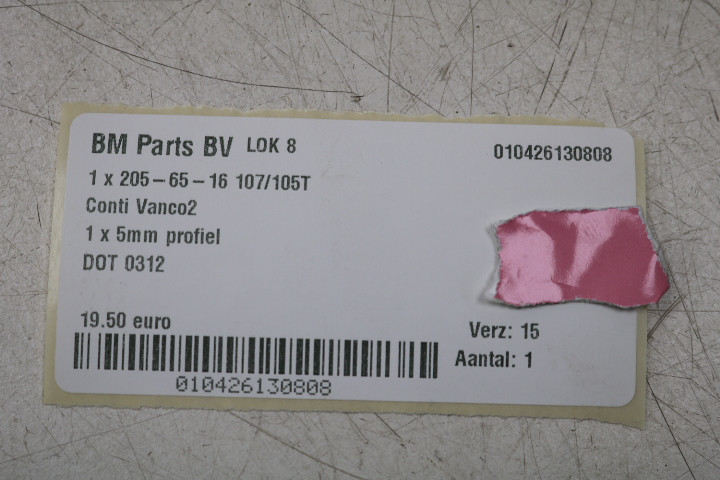 BM Parts BV LOK 8 010426130808
1 x 205-65-16 107/105T
Conti Vanco2
1 x 5mm profiel
DOT 0312
19.50 euro
Verz: 15
Aantal: 1
010426130808